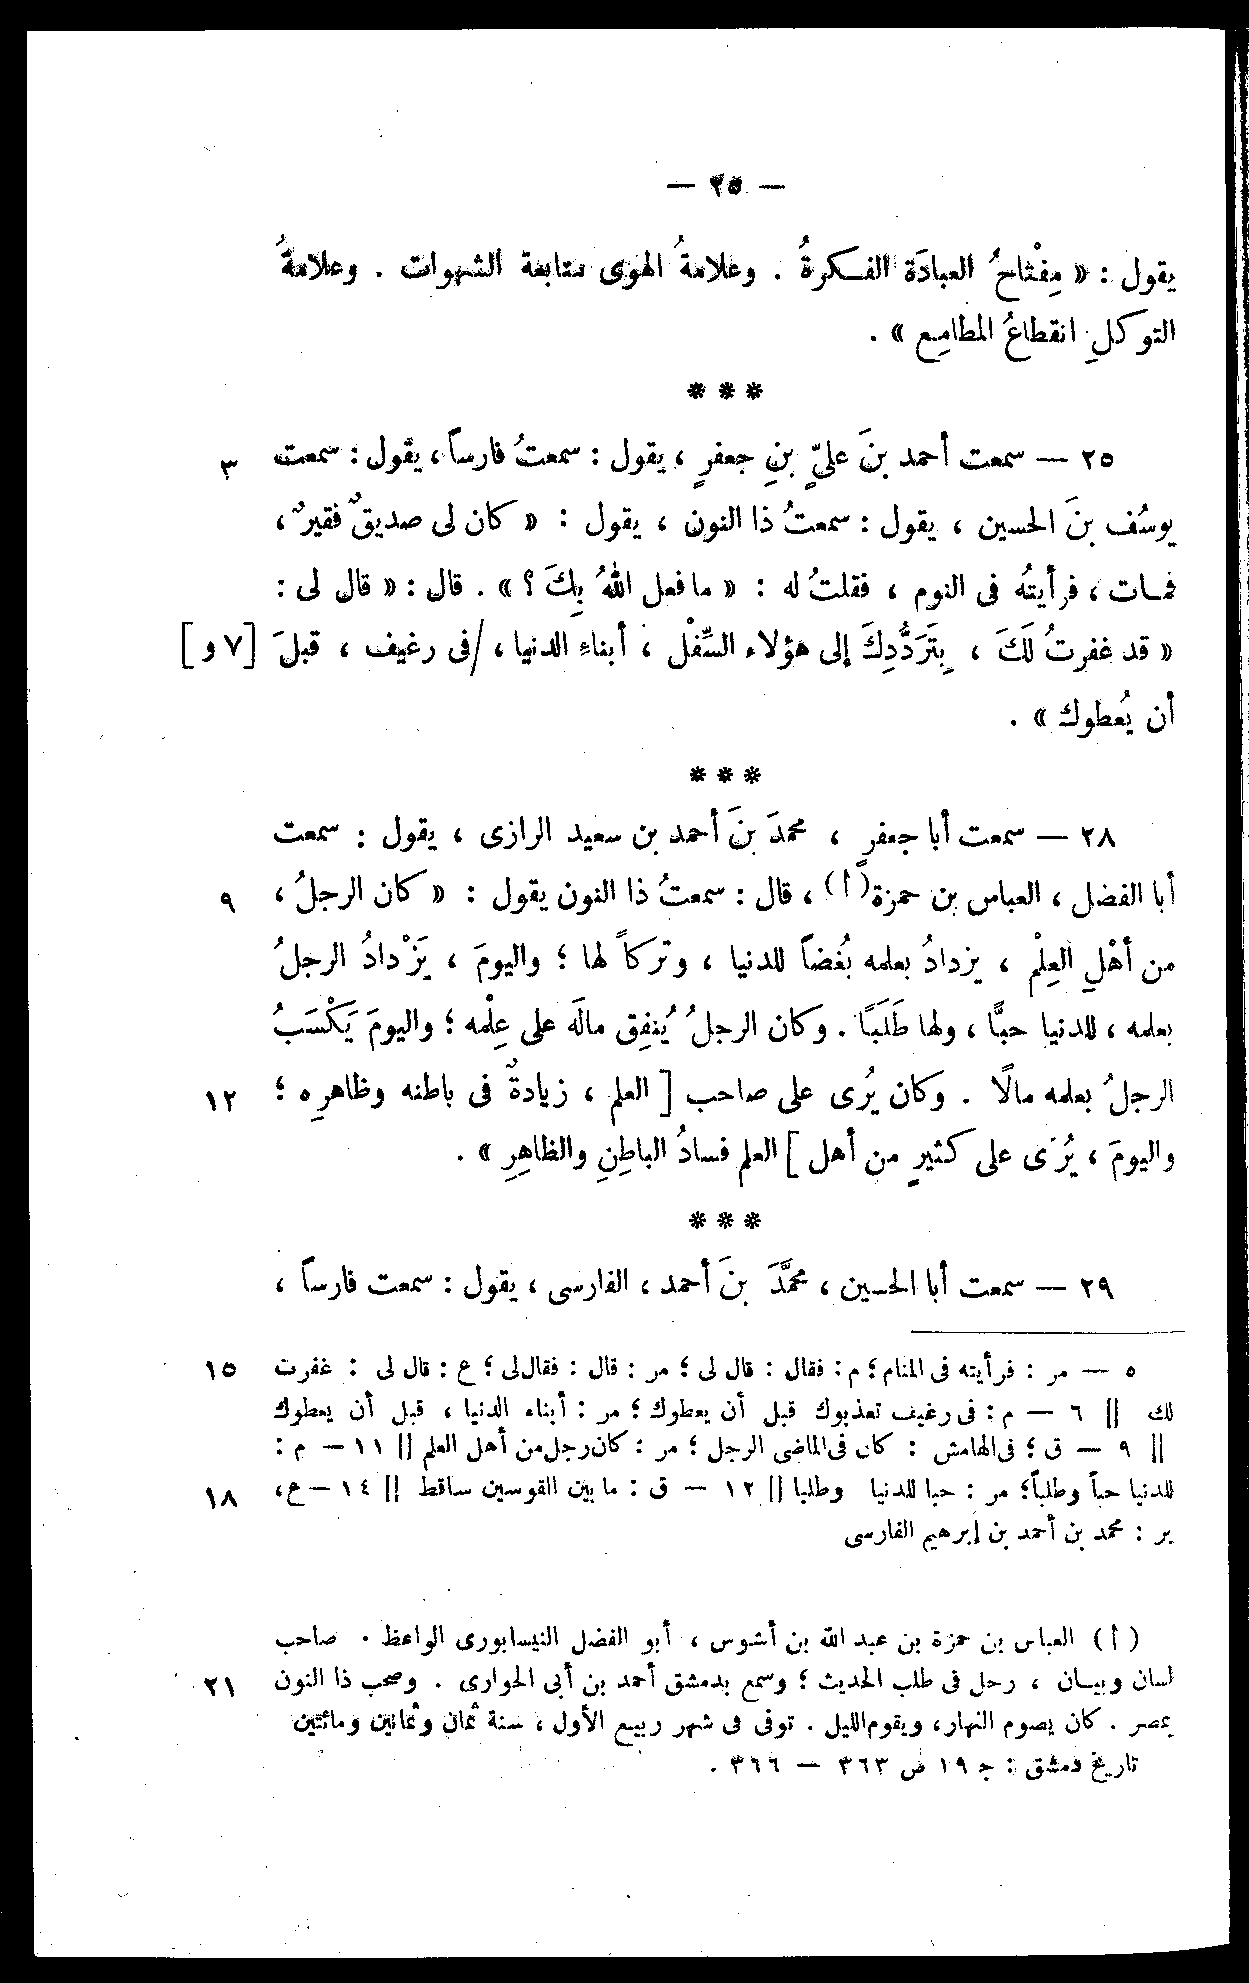 — ٢٥ —
يقول : « مِفْتاحُ العبادَة الفكرةُ . وعلامةُ الهوى متابعة الشهوات . وعلامةُ
التوكلِ انقطاعُ المطامِع » .
* * *
٢٥ — سمعت أحمد بنَ علىٍّ بنِ جعفرٍ ، يقول : سمعتُ فارساً ، يقول : سمعت ٣
يوسُف بنَ الحسين ، يقول : سمعتُ ذا النون ، يقول : « كان لى صديقٌ فقيرٌ ،
فمات ، فرأيتُه فى النوم ، فقلتُ له : « ما فعل اللهُ بِكَ ؟ » . قال : « قال لى :
« قد غفرتُ لَكَ ، بِتَرَدُّدِكَ إلى هؤلاء السِّفْل ، أبناءِ الدنيا ، /فى رغيف ، قبلَ [٧ و]
أن يُعطوك » .
* * *
٢٨ — سمعت أبا جعفرٍ ، محمدَ بنَ أحمد بن سعيد الرازى ، يقول : سمعت
أبا الفضل ، العباس بن حمزة (أ) ، قال : سمعتُ ذا النون يقول : « كان الرجلُ ، ٩
من أهْلِ العِلْم ، يزدادُ بعلمه بُغضاً للدنيا ، وتركاً لها ؛ واليومَ ، يَزْدادُ الرجلُ
بعلمه ، للدنيا حبًّا ، ولها طَلَبًا . وكان الرجلُ يُنفِق مالَه على عِلْمه ؛ واليومَ يَكْسَبُ
الرجلُ بعلمه مالًا . وكان يُرى على صاحب [ العلم ، زيادةٌ فى باطنه وظاهرِه ؛ ١٢
واليومَ ، يُرَى على كثيرٍ من أهل ] العلم فسادُ الباطِنِ والظاهِرِ » .
* * *
٢٩ — سمعت أبا الحسين ، محمَّدَ بنَ أحمد ، الفارسى ، يقول : سمعت فارساً ،
٥ — مر : فرأيته فى المنام ؛ م : فقال : قال لى ؛ مر : قال : فقال لى ؛ ع : قال لى : غفرت ١٥
لك || ٦ — م : فى رغيف تعذبوك قبل أن يعطوك ؛ مر : أبناء الدنيا ، قبل أن يعطوك
|| ٩ — ق ؛ فى الهامش : كان فى الماضى الرجل ؛ مر : كان رجل من أهل العلم || ١١ — م :
للدنيا حباً وطلباً ؛ مر : حبا للدنيا وطلبا || ١٢ — ق : ما بين القوسين ساقط || ١٤ — ع ، ١٨
بر : محمد بن أحمد بن إبرهيم الفارسى
(أ) العباس بن حمزة بن عبد الله بن أشوس ، أبو الفضل النيسابورى الواعظ . صاحب
لسان وبيان ، رحل فى طلب الحديث ؛ وسمع بدمشق أحمد بن أبى الحوارى . وصحب ذا النون ٢١
بمصر . كان يصوم النهار ، ويقوم الليل . توفى فى شهر ربيع الأول ، سنة ثمان وثمانين ومائتين
تاريخ دمشق : ج ١٩ ص ٣٦٣ — ٣٦٦ .